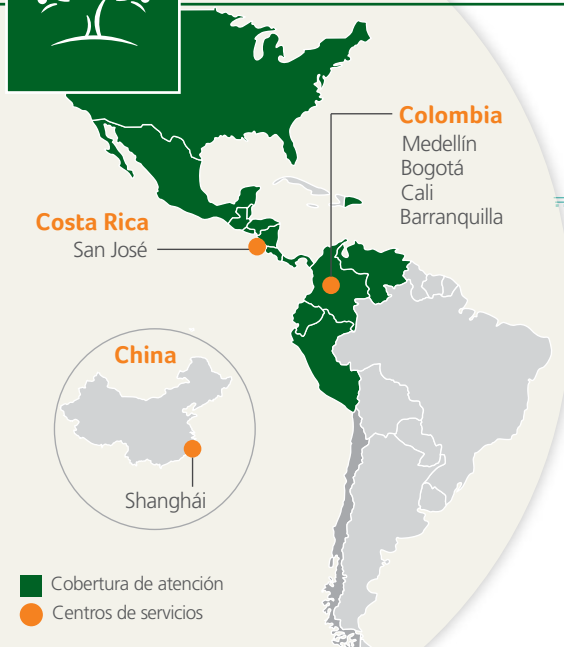 Colombia
Medellín
Bogotá
Cali
Barranquilla
Costa Rica
San José
China
Shanghái
Cobertura de atención
Centros de servicios